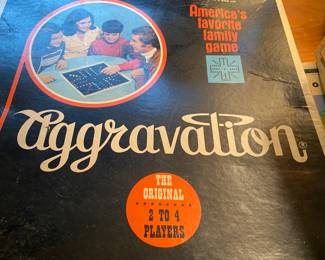 America's
favorite
family
game
Aggravation®
THE
ORIGINAL
2 TO 4
PLAYERS